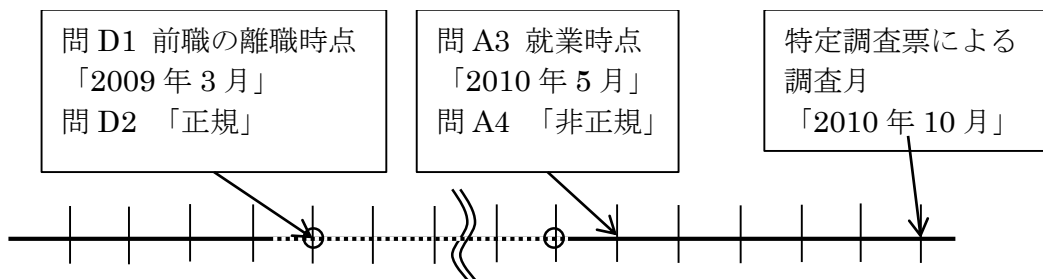 問 D1 前職の離職時点
「2009 年 3 月」
問 D2 「正規」
問 A3 就業時点
「2010 年 5 月」
問 A4 「非正規」
特定調査票による
調査月
「2010 年 10 月」